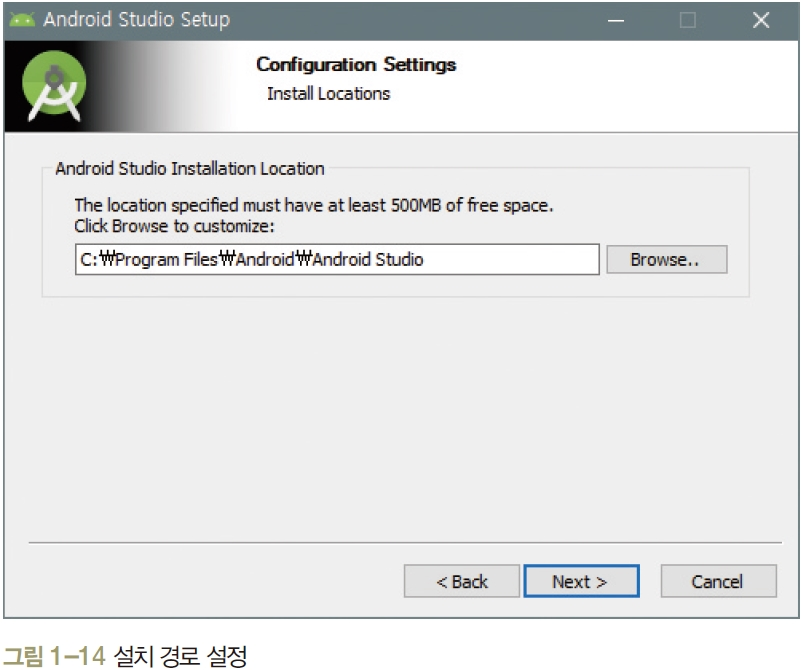 Android Studio Setup
Configuration Settings
Install Locations
Android Studio Installation Location
The location specified must have at least 500MB of free space.
Click Browse to customize:
C:₩Program Files₩Android₩Android Studio
Browse..
< Back
Next >
Cancel
그림 1-14 설치 경로 설정